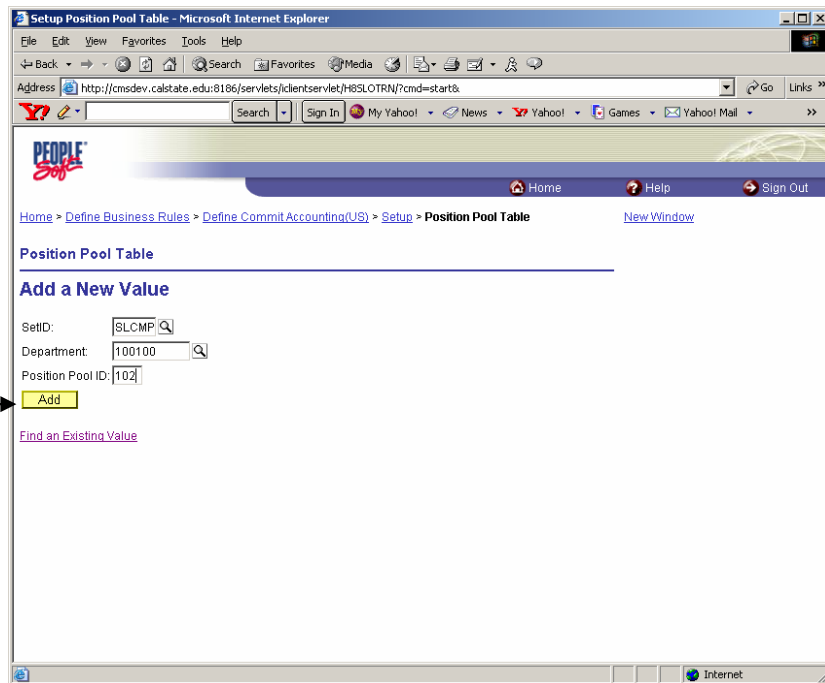 Setup Position Pool Table - Microsoft Internet Explorer
File Edit View Favorites Tools Help
Back Search Favorites Media
Address http://cmsdev.calstate.edu:8186/servlets/iclientservlet/H8SLOTRN/?cmd=start& Go Links »
Y! Search Sign In My Yahoo! News Yahoo! Games Yahoo! Mail »
PEOPLE
Soft
Home Help Sign Out
Home > Define Business Rules > Define Commit Accounting(US) > Setup > Position Pool Table New Window
Position Pool Table
Add a New Value
SetID: SLCMP
Department: 100100
Position Pool ID: 102
Add
Find an Existing Value
Internet